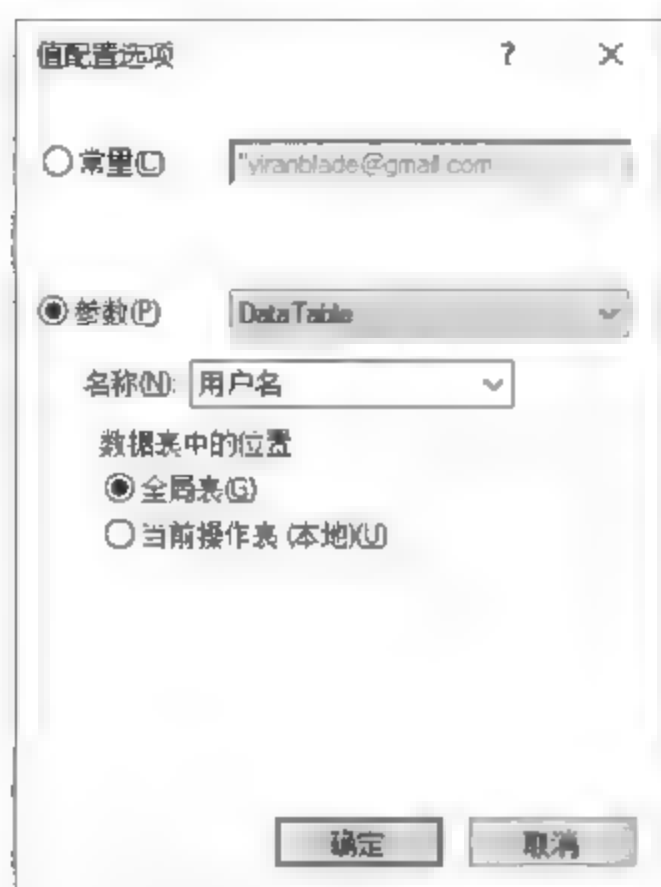 值配置选项 ? ×
常量(C) "yiranblade@gmail.com
参数(P) DataTable
名称(N): 用户名
数据表中的位置
全局表(G)
当前操作表 (本地)(U)
确定 取消